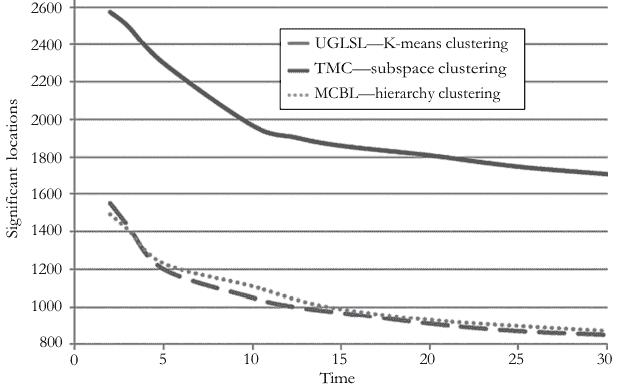 2600
2400
2200
2000
1800
1600
1400
1200
1000
800
Significant locations
UGLSL—K-means clustering
TMC—subspace clustering
MCBL—hierarchy clustering
0 5 10 15 20 25 30
Time